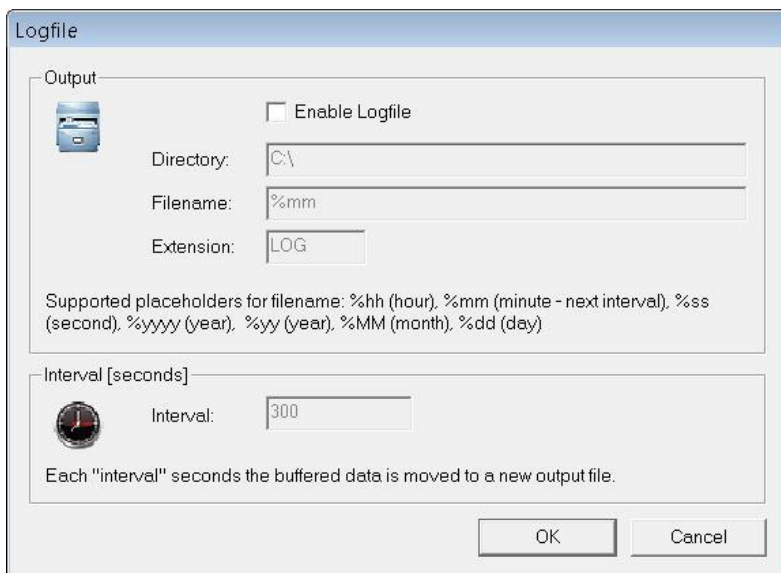 Logfile
Output
Enable Logfile
Directory: C:\
Filename: %mm
Extension: LOG
Supported placeholders for filename: %hh (hour), %mm (minute - next interval), %ss
(second), %yyyy (year), %yy (year), %MM (month), %dd (day)
Interval [seconds]
Interval: 300
Each "interval" seconds the buffered data is moved to a new output file.
OK Cancel